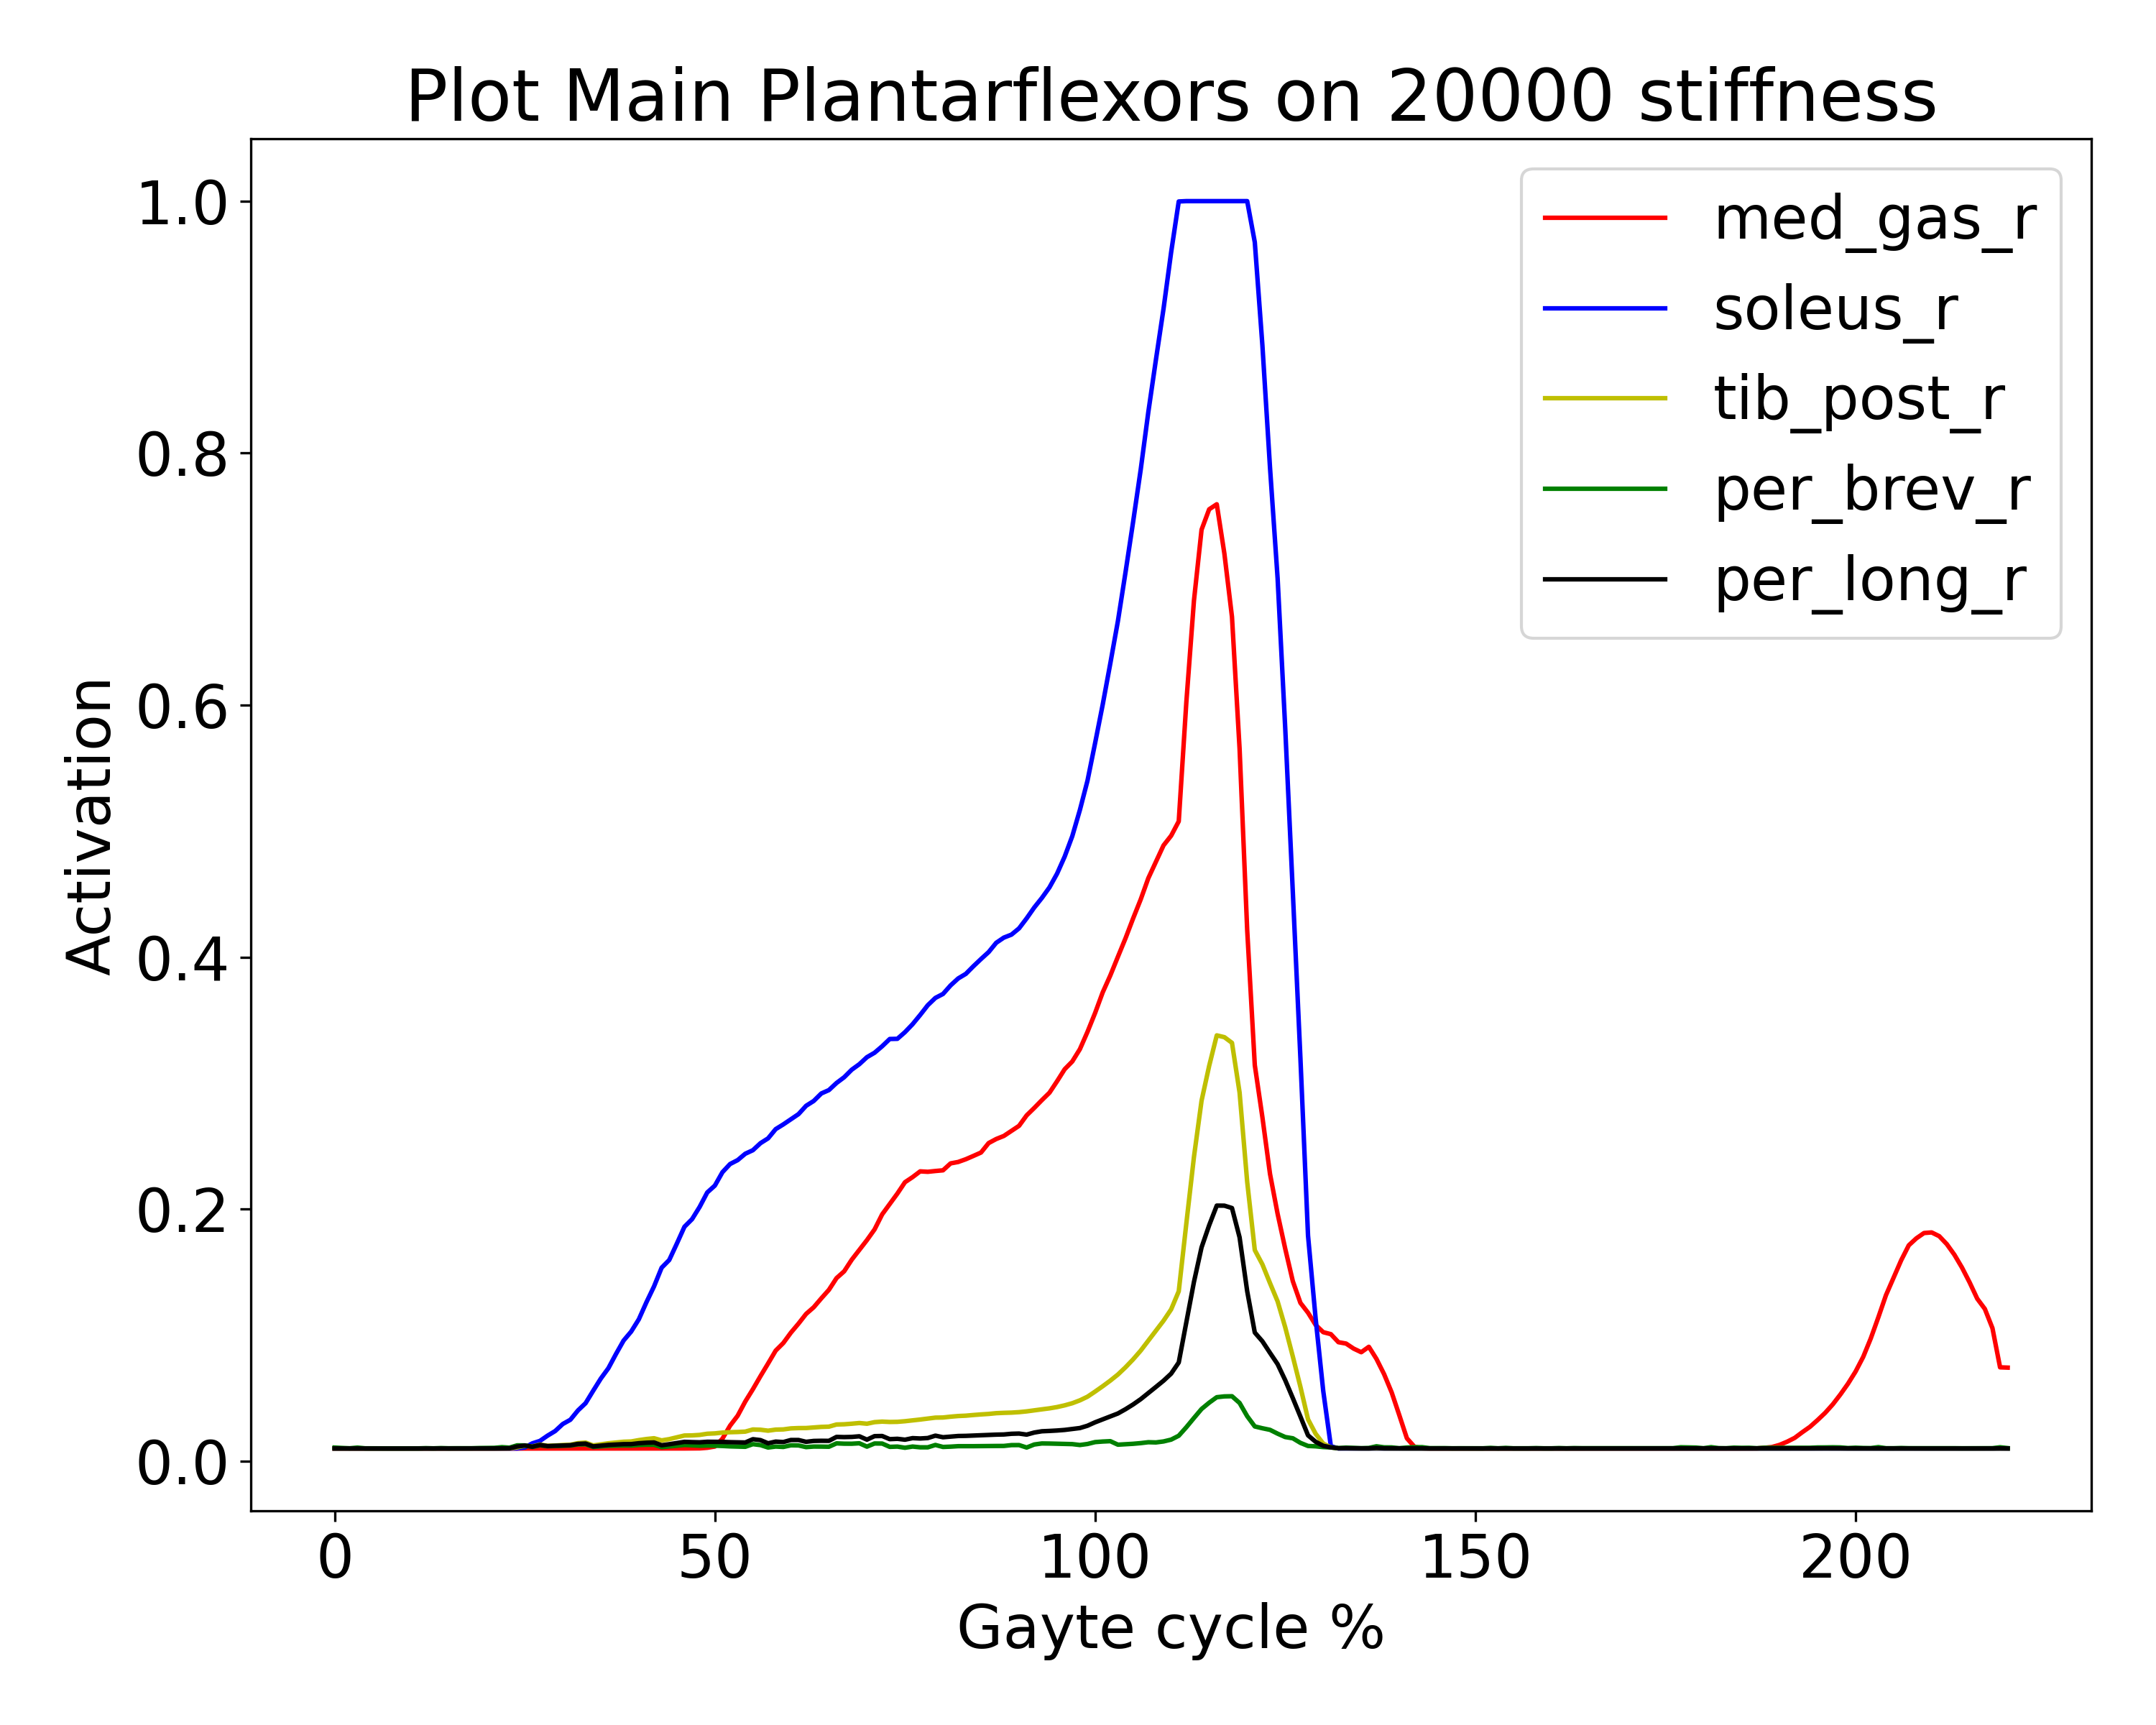 Plot Main Plantarflexors on 20000 stiffness
1.0
0.8
0.6
0.4
0.2
0.0
Activation
med_gas_r
soleus_r
tib_post_r
per_brev_r
per_long_r
0 50 100 150 200
Gayte cycle %